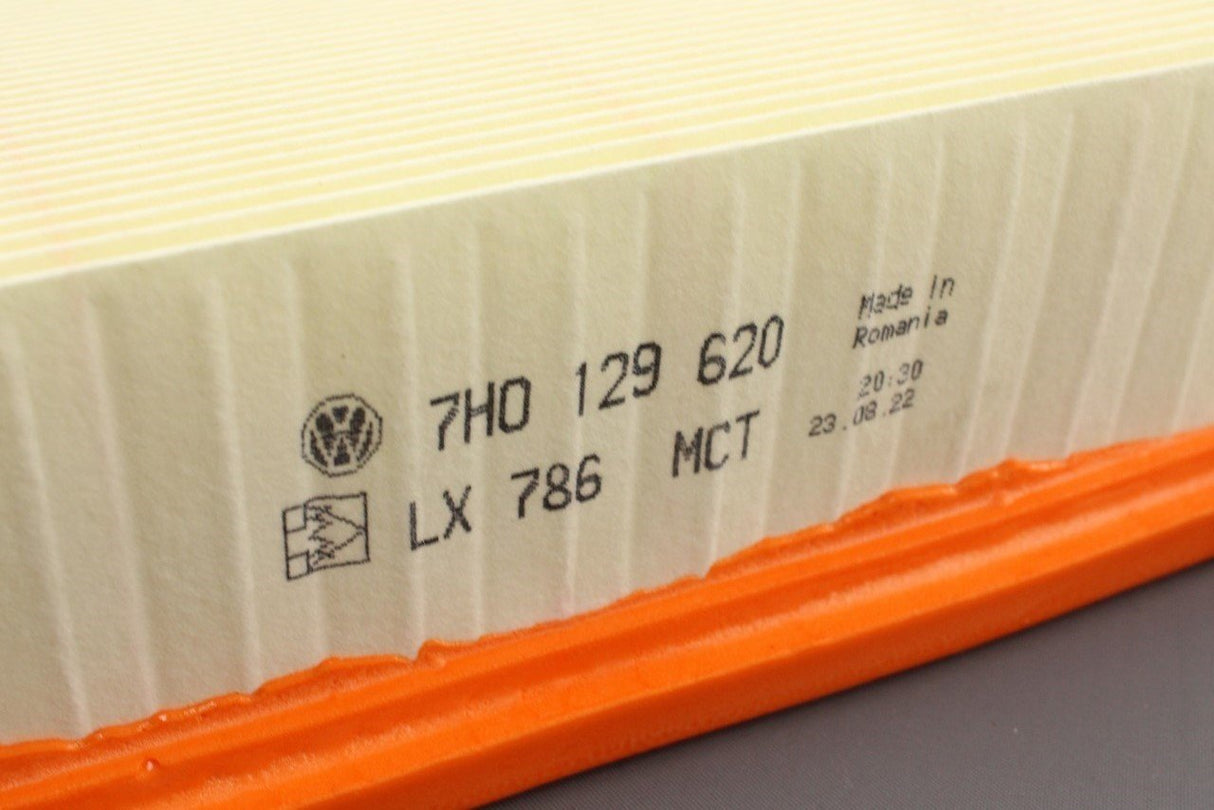 7H0 129 620
LX 786 MCT
Made In
Romania
20:30
23.08.22